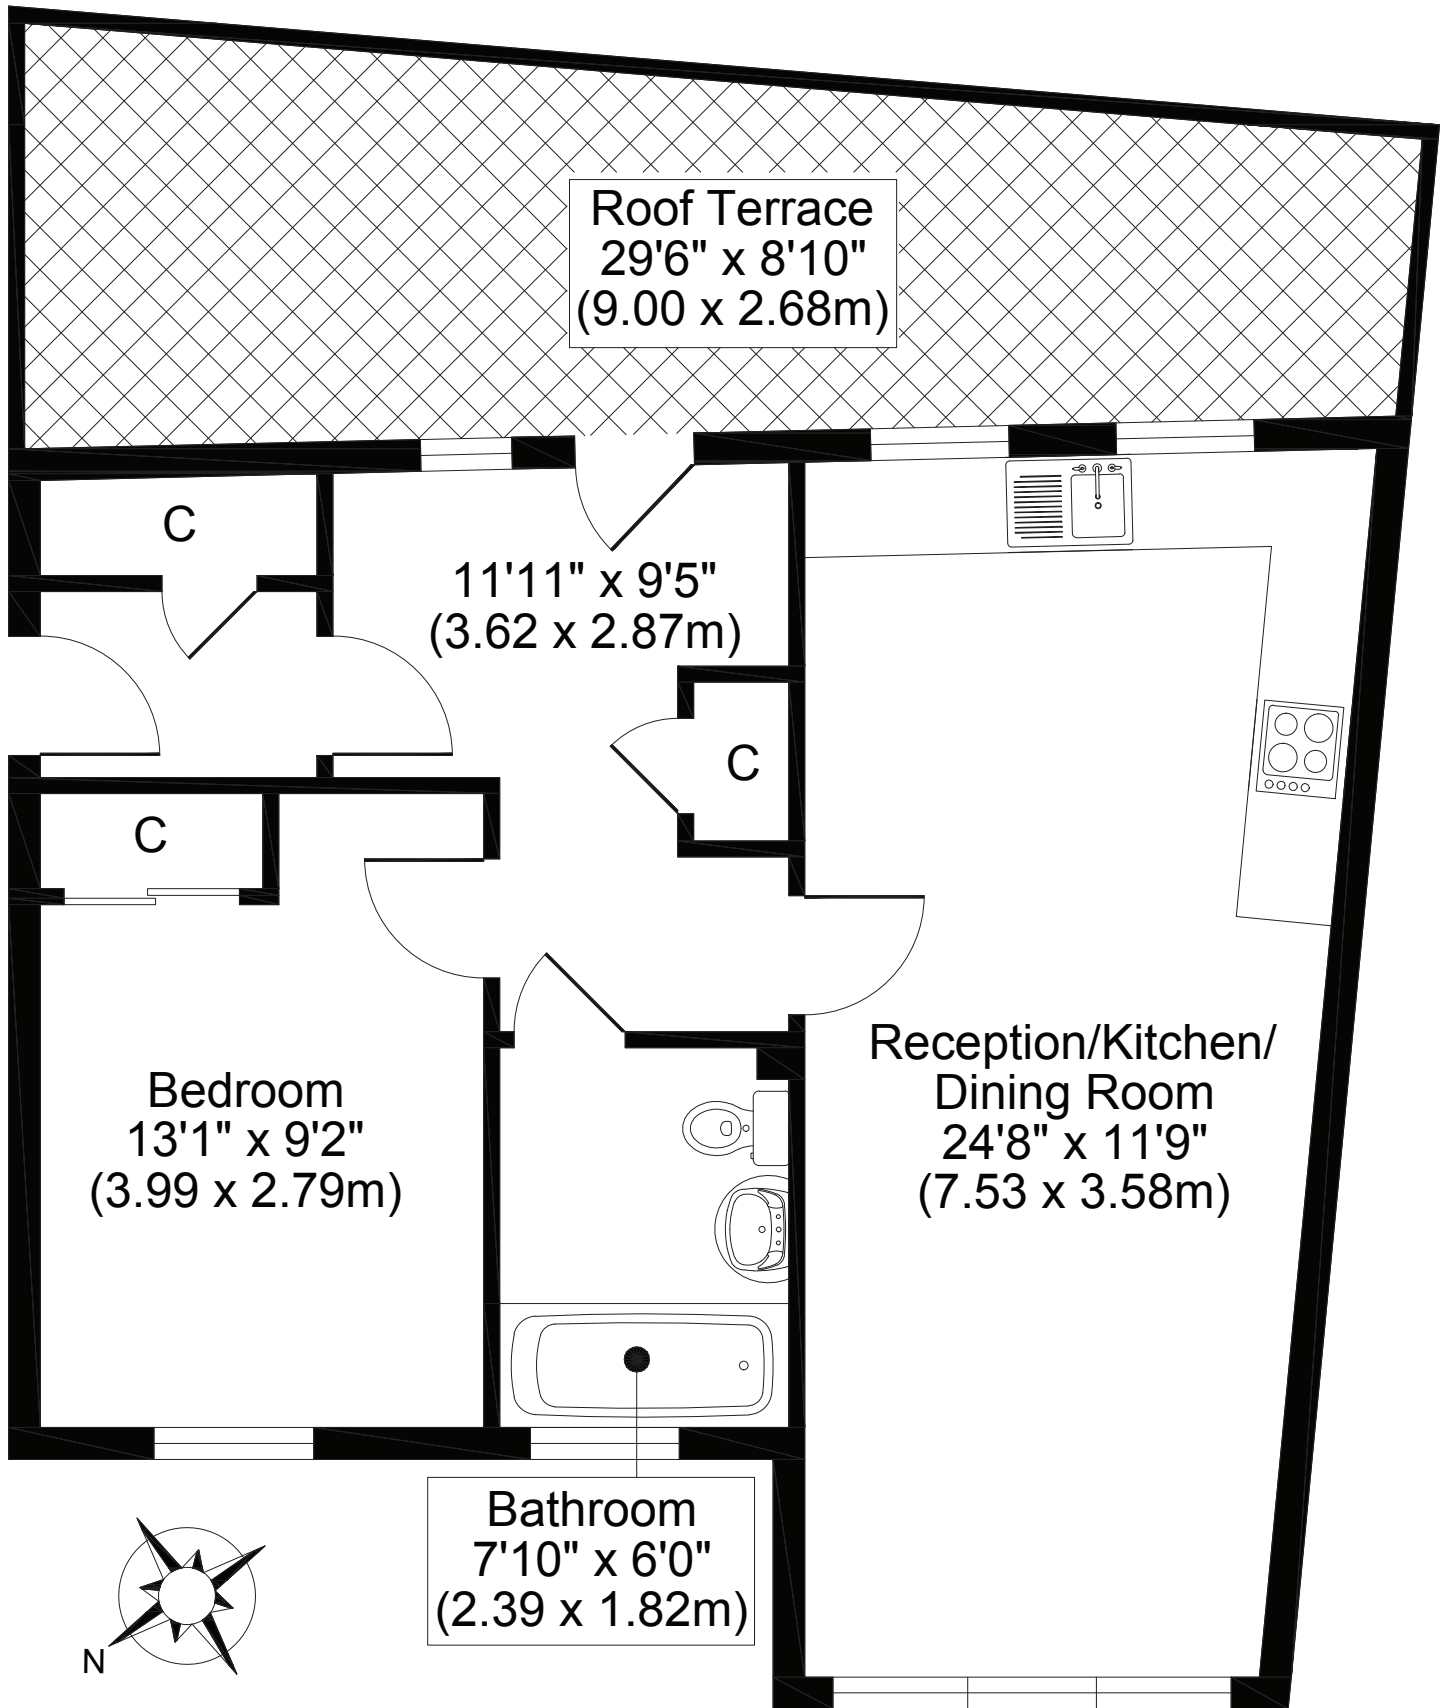 Roof Terrace
29'6" x 8'10"
(9.00 x 2.68m)
C
11'11" x 9'5"
(3.62 x 2.87m)
C
C
Reception/Kitchen/
Dining Room
24'8" x 11'9"
(7.53 x 3.58m)
Bedroom
13'1" x 9'2"
(3.99 x 2.79m)
Bathroom
7'10" x 6'0"
(2.39 x 1.82m)
N